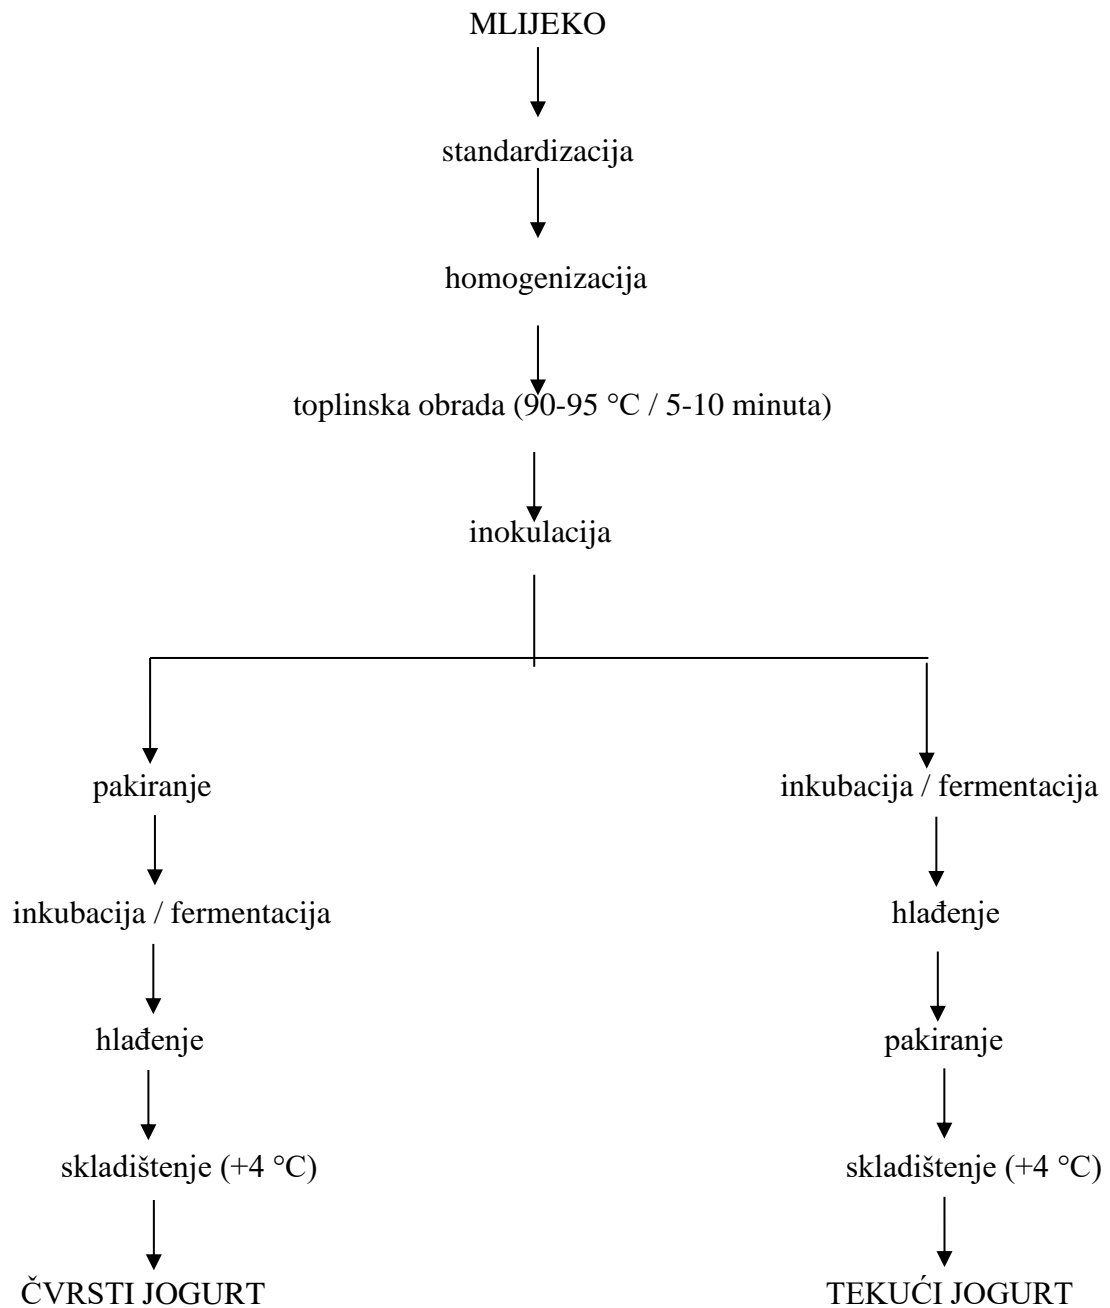 MLIJEKO
standardizacija
homogenizacija
toplinska obrada (90-95 °C / 5-10 minuta)
inokulacija
pakiranje
inkubacija / fermentacija
hlađenje
skladištenje (+4 °C)
ČVRSTI JOGURT
inkubacija / fermentacija
hlađenje
pakiranje
skladištenje (+4 °C)
TEKUĆI JOGURT